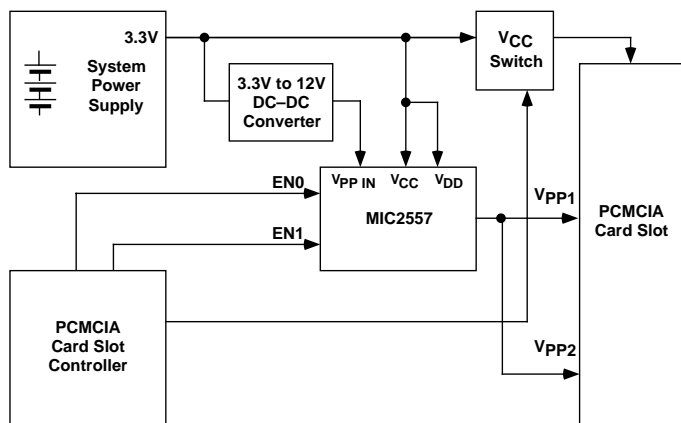 3.3V
System
Power
Supply
3.3V to 12V
DC–DC
Converter
VCC
Switch
EN0
EN1
VPP IN VCC VDD
MIC2557
VPP1
VPP2
PCMCIA
Card Slot
PCMCIA
Card Slot
Controller